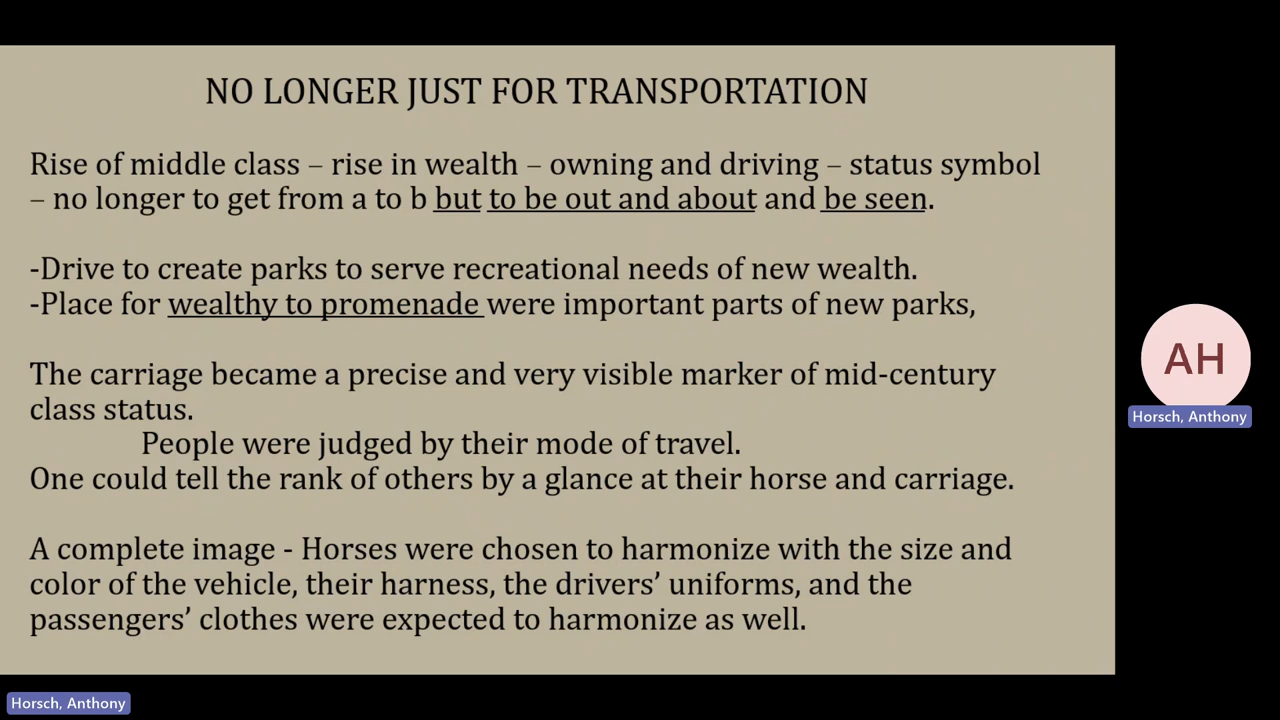 NO LONGER JUST FOR TRANSPORTATION
Rise of middle class – rise in wealth – owning and driving – status symbol
– no longer to get from a to b but to be out and about and be seen.
-Drive to create parks to serve recreational needs of new wealth.
-Place for wealthy to promenade were important parts of new parks,
The carriage became a precise and very visible marker of mid-century
class status.
People were judged by their mode of travel.
One could tell the rank of others by a glance at their horse and carriage.
A complete image - Horses were chosen to harmonize with the size and
color of the vehicle, their harness, the drivers’ uniforms, and the
passengers’ clothes were expected to harmonize as well.
AH
Horsch, Anthony
Horsch, Anthony